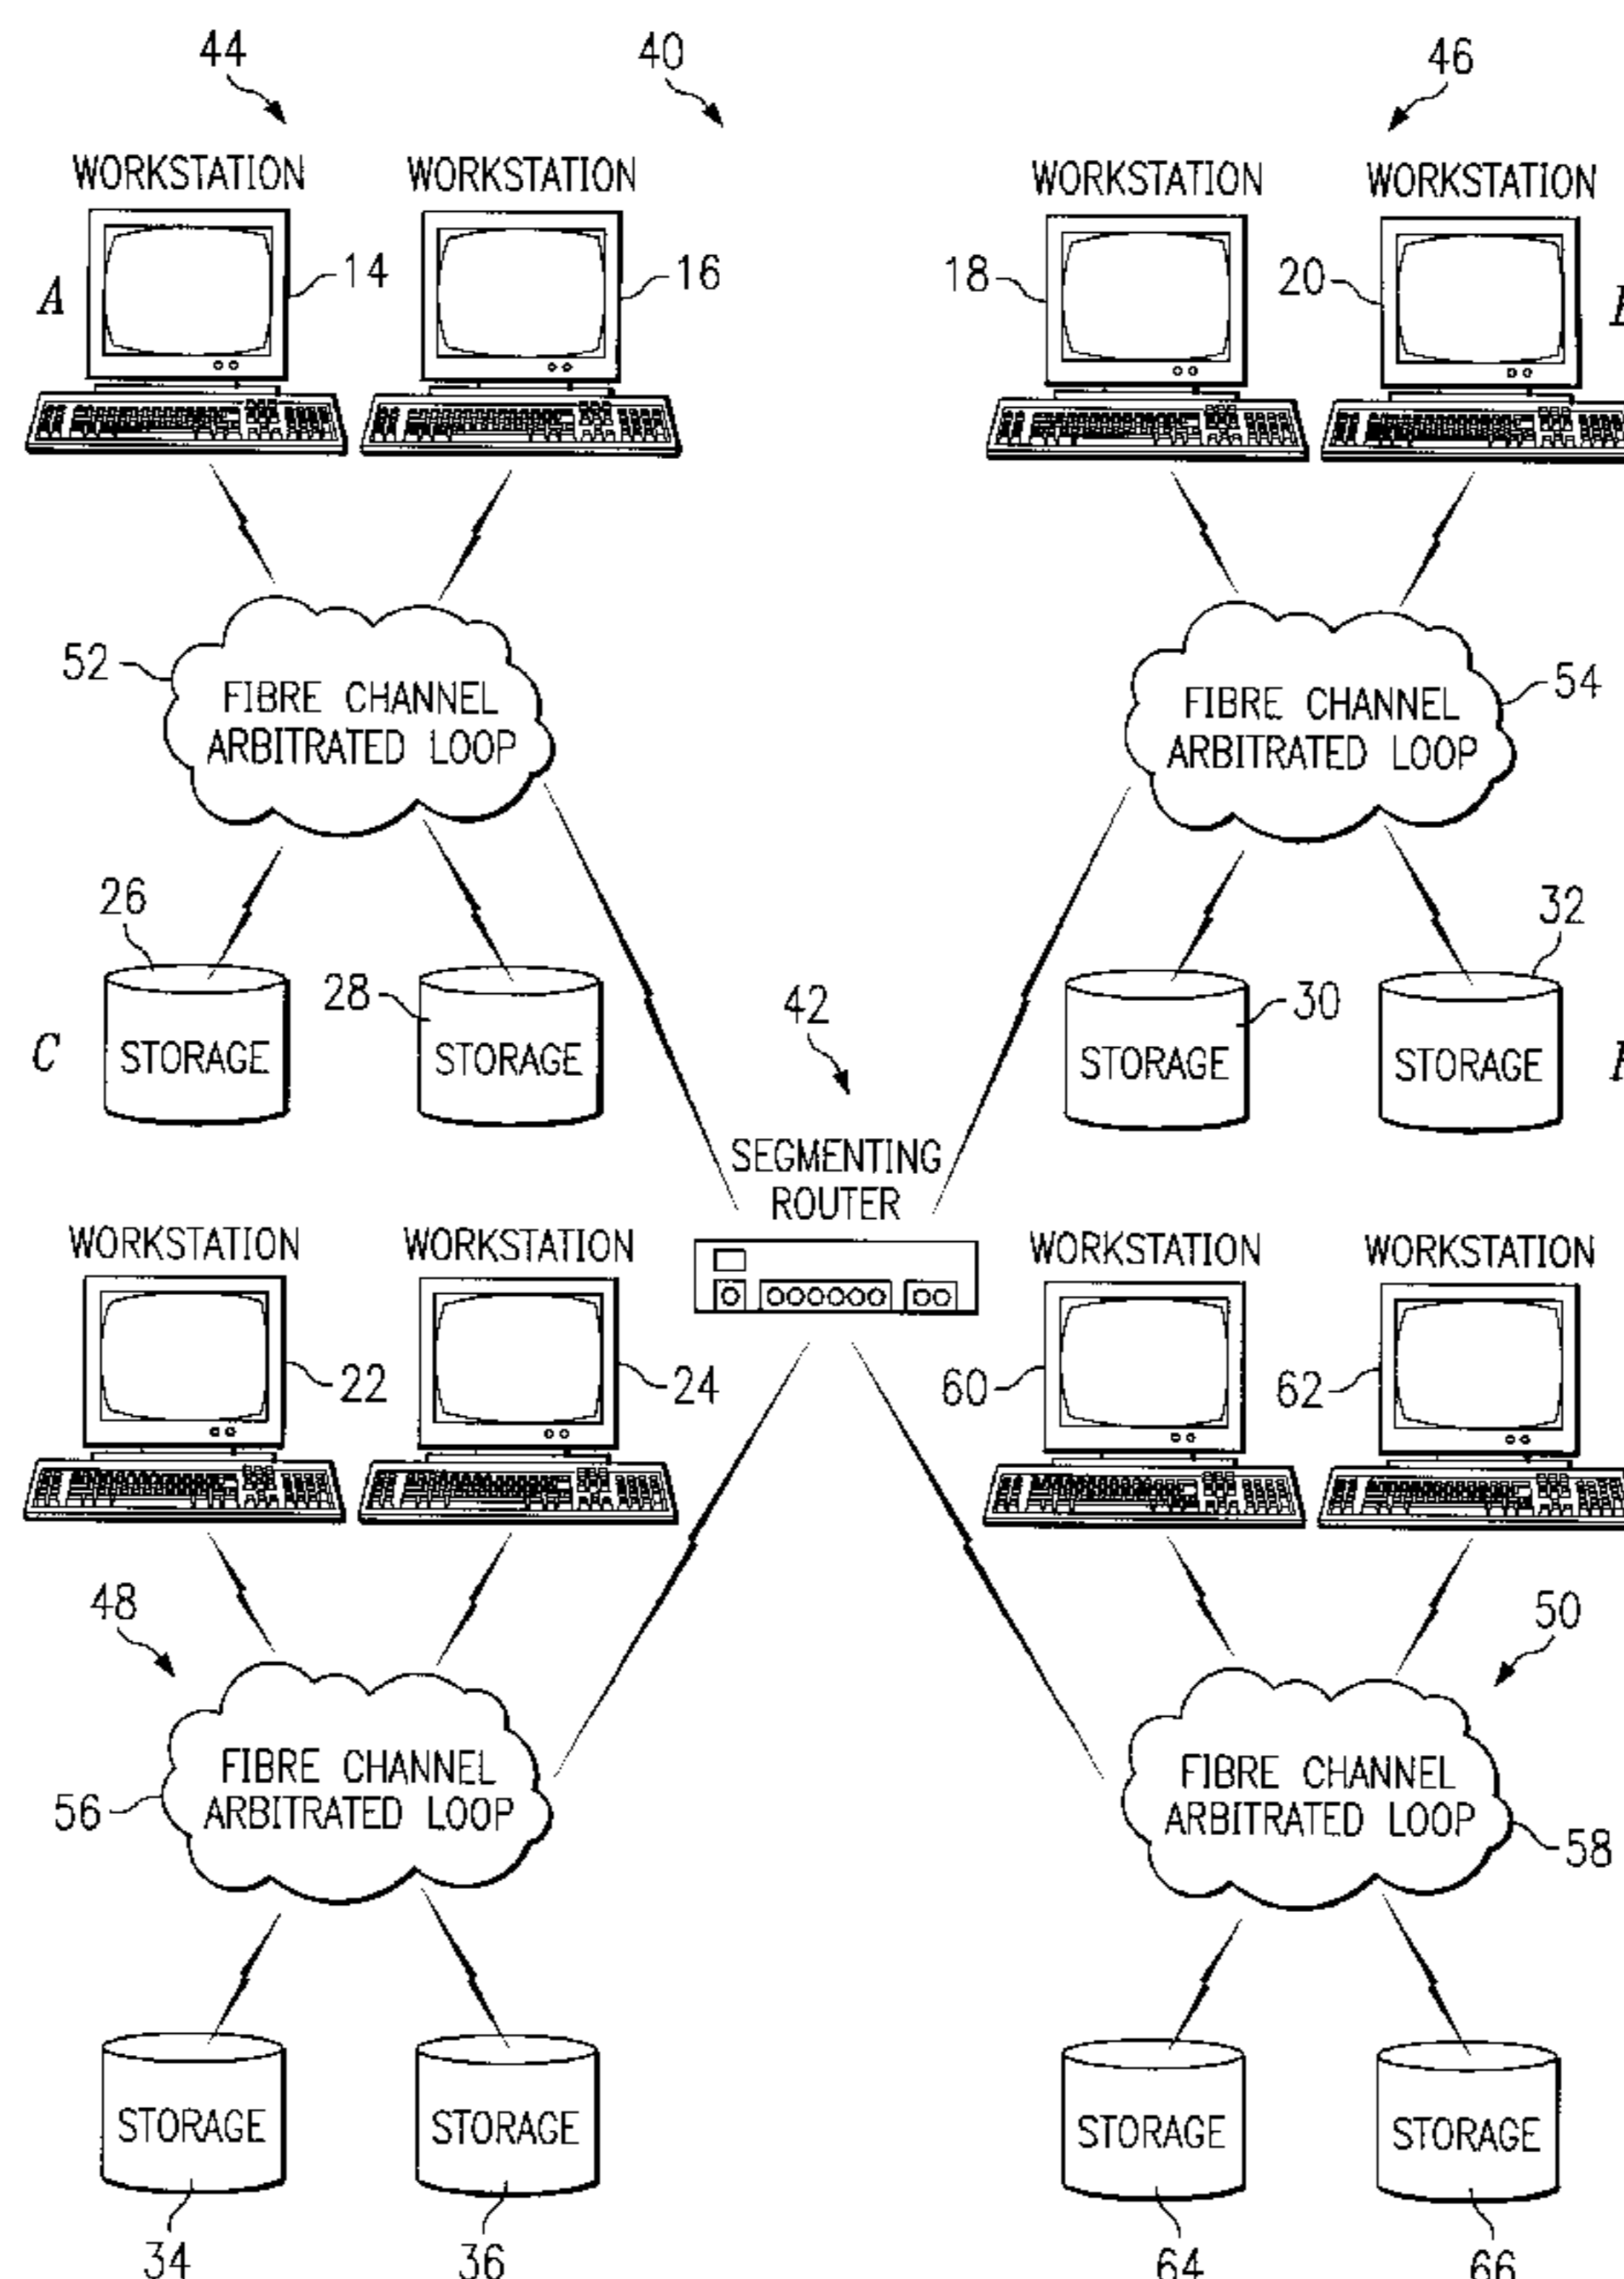 44
40
46
WORKSTATION
WORKSTATION
WORKSTATION
WORKSTATION
A
14
16
18
20
52
FIBRE CHANNEL
ARBITRATED LOOP
FIBRE CHANNEL
ARBITRATED LOOP
54
26
28
C
STORAGE
STORAGE
42
30
32
STORAGE
STORAGE
SEGMENTING
ROUTER
WORKSTATION
WORKSTATION
WORKSTATION
WORKSTATION
22
24
60
62
48
50
FIBRE CHANNEL
ARBITRATED LOOP
56
FIBRE CHANNEL
ARBITRATED LOOP
58
STORAGE
STORAGE
STORAGE
STORAGE
34
36
64
66